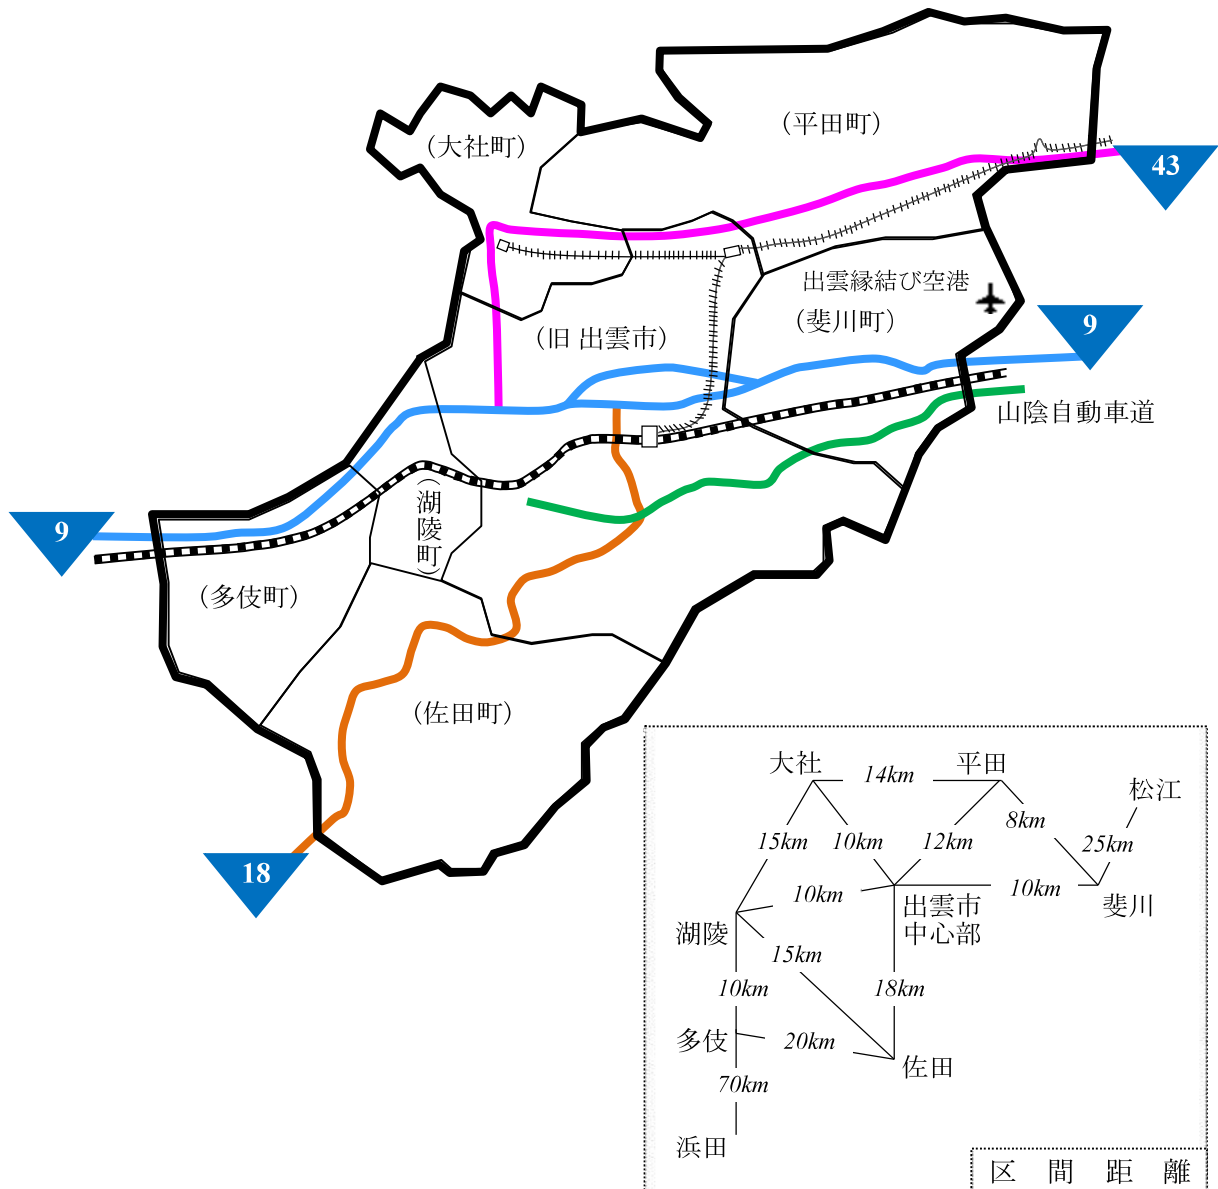 (平田町)
(大社町)
43
出雲縁結び空港
(斐川町)
9
(旧 出雲市)
山陰自動車道
(湖陵町)
9
(多伎町)
(佐田町)
18
大社
14km
平田
松江
8km
15km
10km
12km
25km
10km
10km
出雲市
中心部
斐川
湖陵
15km
10km
18km
多伎
20km
佐田
70km
浜田
区 間 距 離